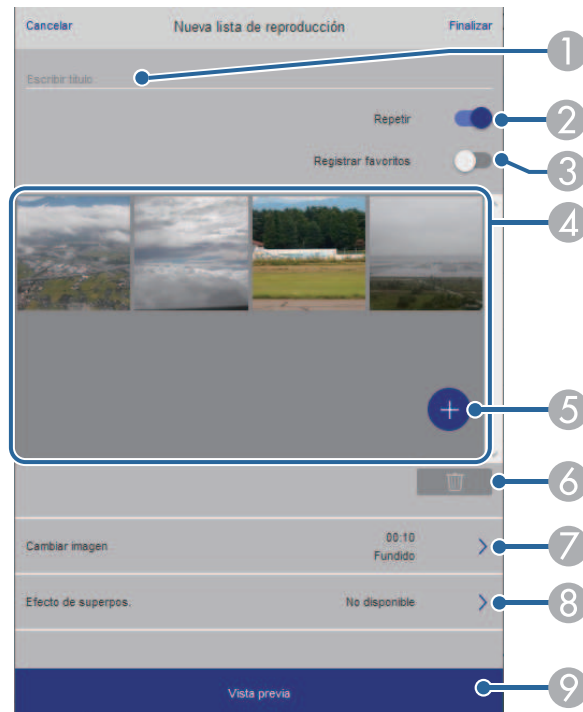 Cancelar Nueva lista de reproducción Finalizar
Escribir título
1
Repetir
2
Registrar favoritos
3
4
5
6
Cambiar imagen
00:10
Fundido
7
Efecto de superpos. No disponible
8
Vista previa
9